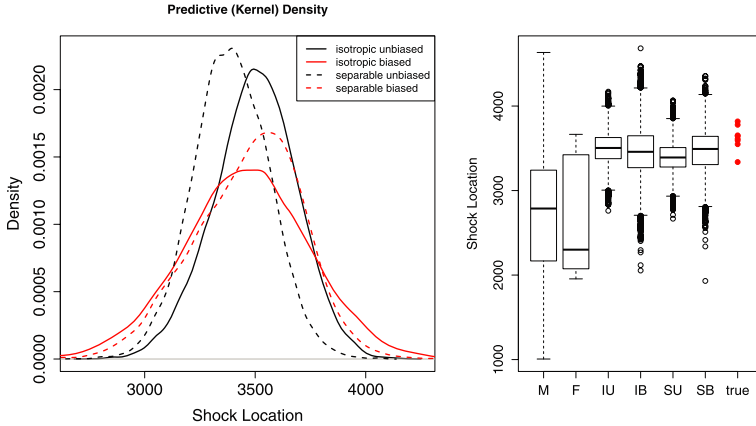 Predictive (Kernel) Density
isotropic unbiased
isotropic biased
separable unbiased
separable biased
Density
0.0000 0.0005 0.0010 0.0015 0.0020
3000 3500 4000
Shock Location
Shock Location
1000 2000 3000 4000
M F IU IB SU SB true